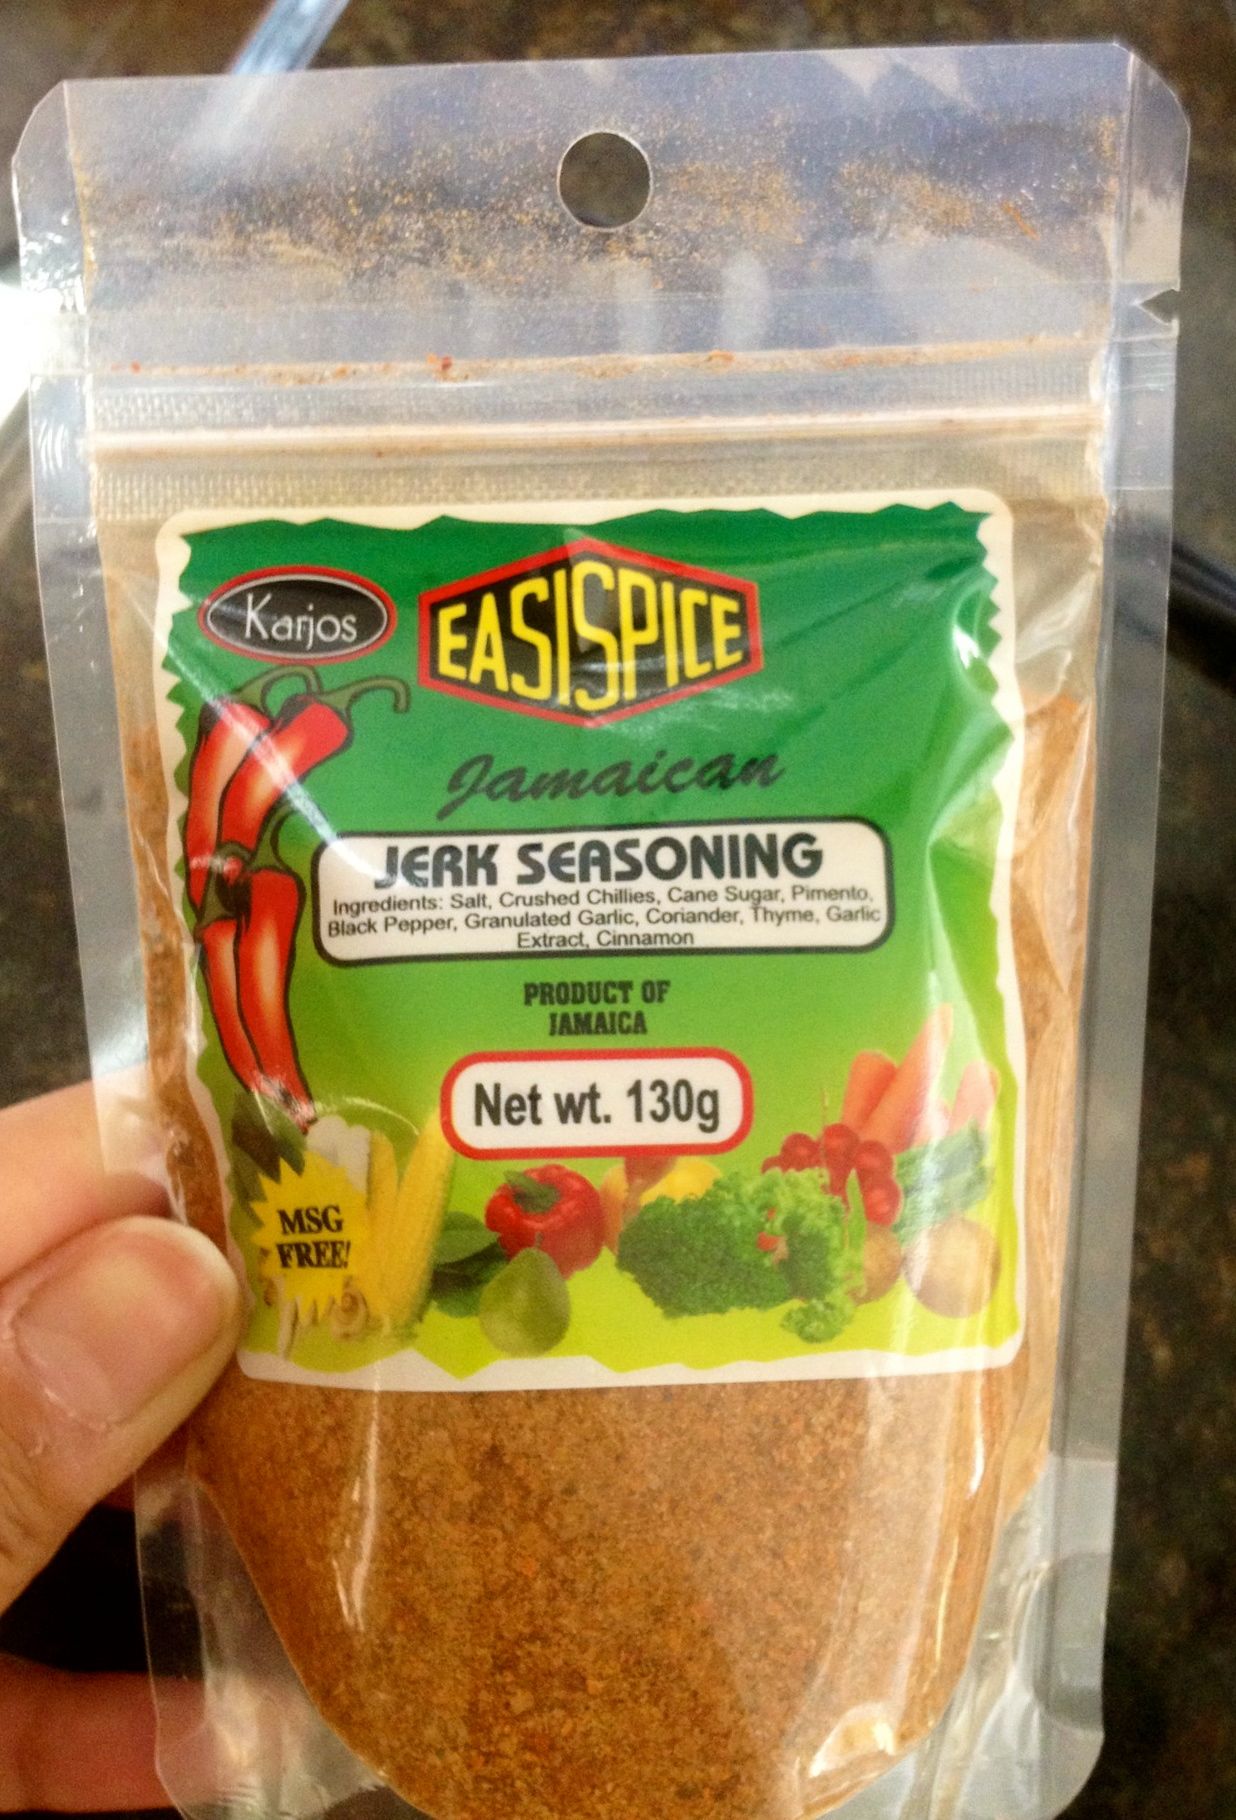 Karjos
EASISPICE
Jamaican
JERK SEASONING
Ingredients: Salt, Crushed Chillies, Cane Sugar, Pimento,
Black Pepper, Granulated Garlic, Coriander, Thyme, Garlic
Extract, Cinnamon
PRODUCT OF
JAMAICA
Net wt. 130g
MSG
FREE!